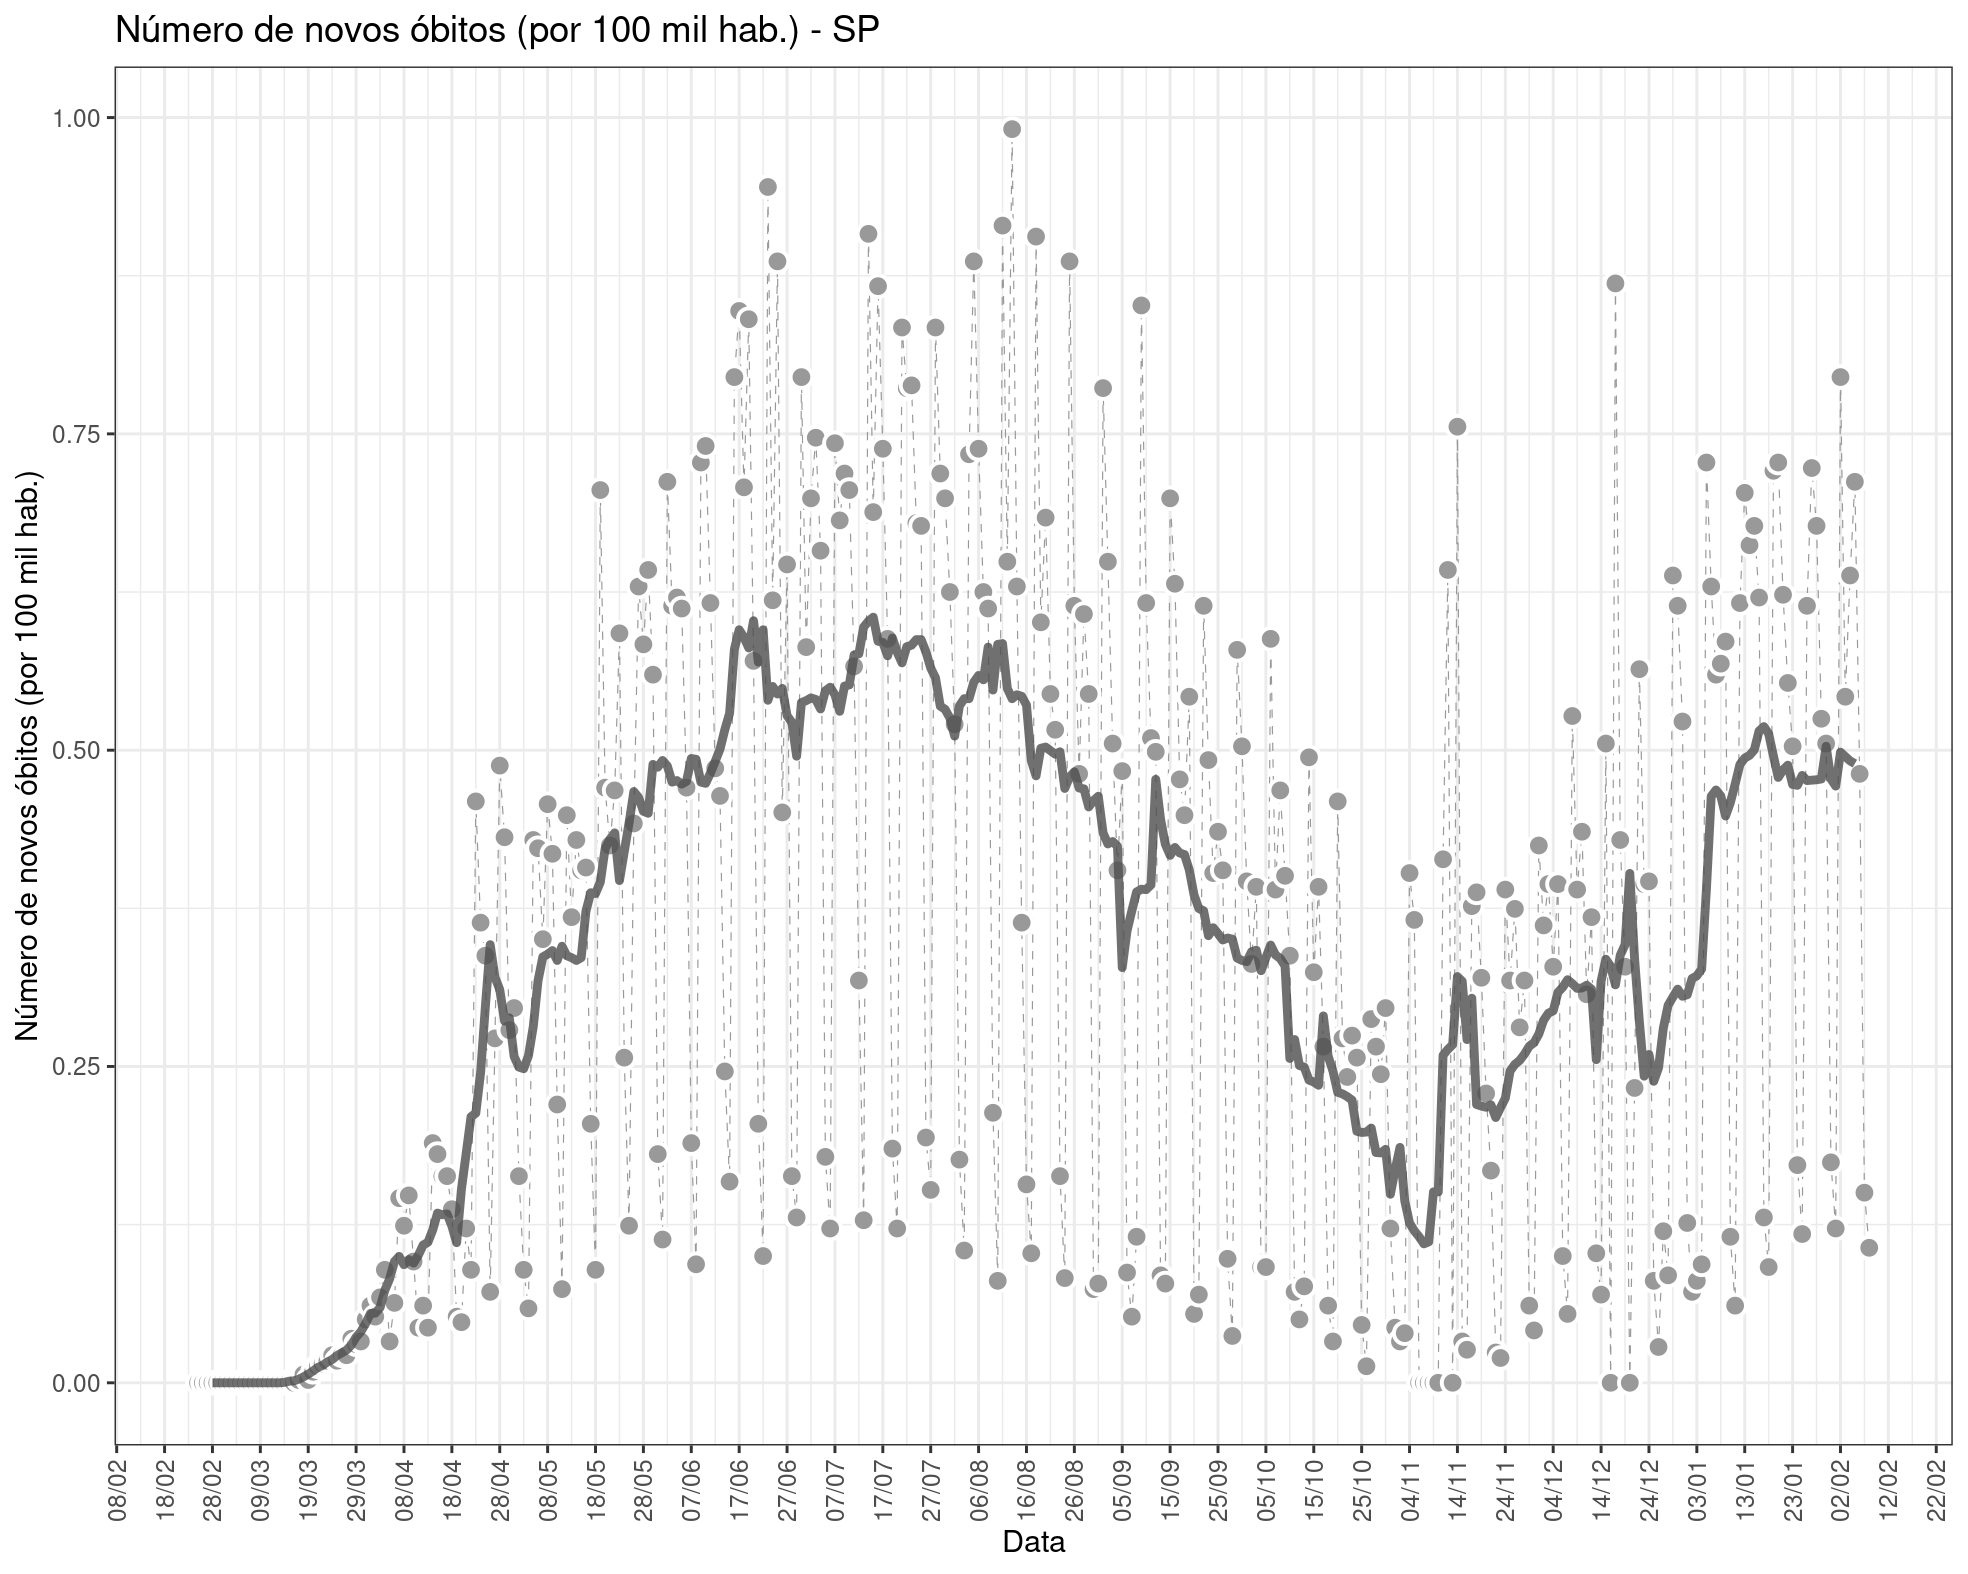 Número de novos óbitos (por 100 mil hab.) - SP
Número de novos óbitos (por 100 mil hab.)
1.00
0.75
0.50
0.25
0.00
08/02 18/02 28/02 09/03 19/03 29/03 08/04 18/04 28/04 08/05 18/05 28/05 07/06 17/06 27/06 07/07 17/07 27/07 06/08 16/08 26/08 05/09 15/09 25/09 05/10 15/10 25/10 04/11 14/11 24/11 04/12 14/12 24/12 03/01 13/01 23/01 02/02 12/02 22/02
Data